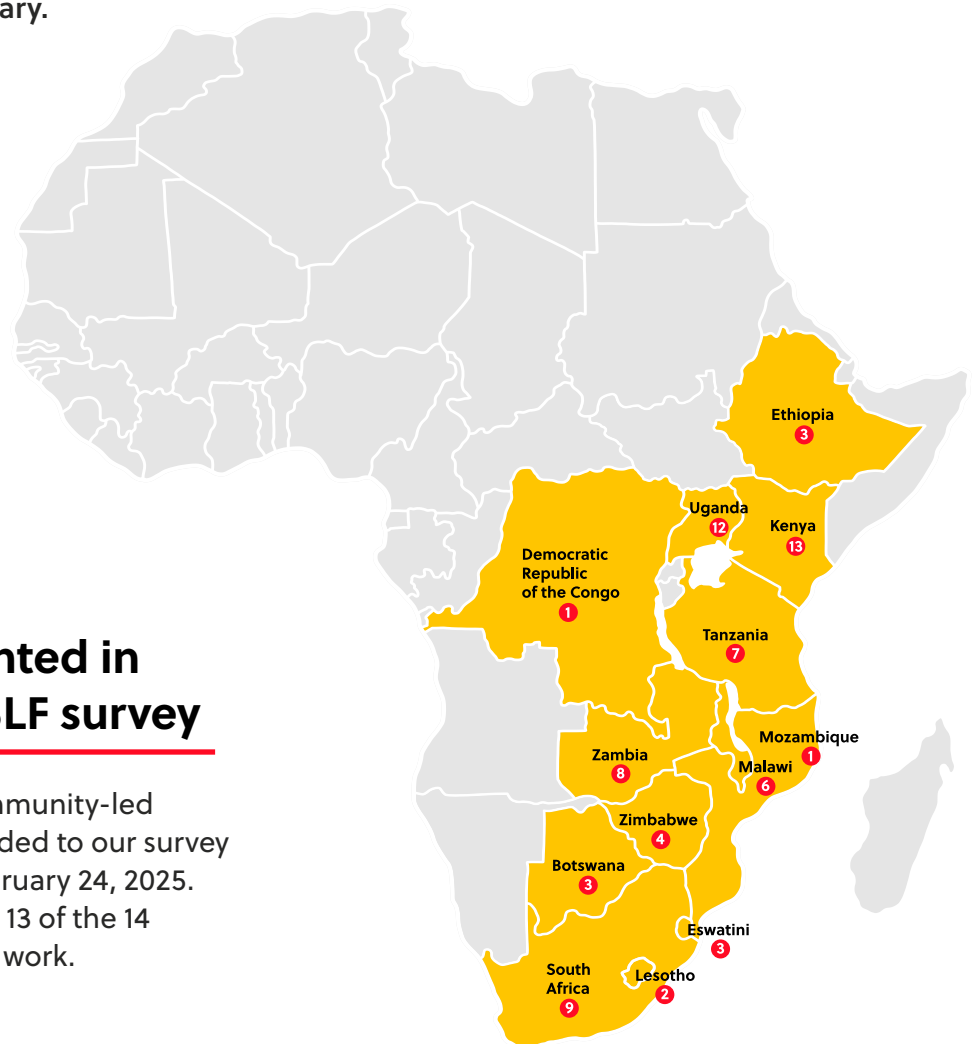 ary.
Ethiopia
3
Uganda
12
Kenya
13
Democratic
Republic
of the Congo
1
Tanzania
7
nted in
SLF survey
Mozambique
1
Zambia
8
Malawi
6
mmunity-led
ded to our survey
ruary 24, 2025.
13 of the 14
work.
Zimbabwe
4
Botswana
3
Eswatini
3
South
Africa
9
Lesotho
2